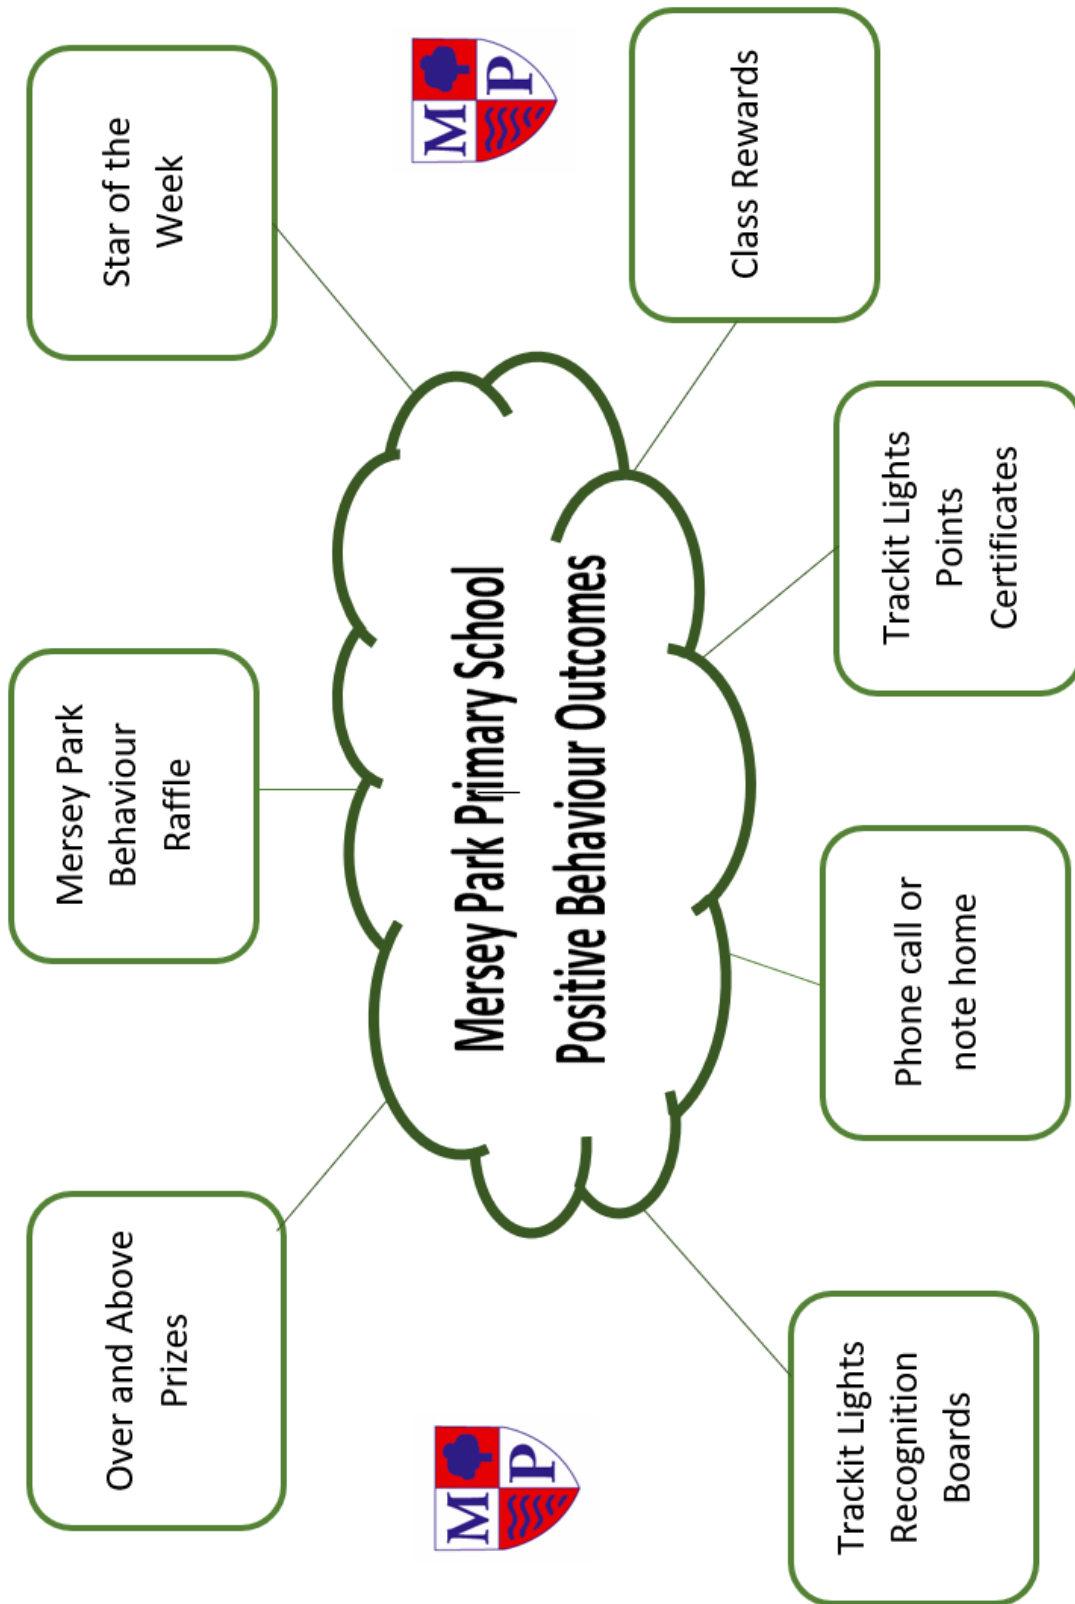 Over and Above
Prizes
Mersey Park
Behaviour
Raffle
Star of the
Week
M
P
M
P
Mersey Park Primary School
Positive Behaviour Outcomes
Trackit Lights
Recognition
Boards
Phone call or
note home
Trackit Lights
Points
Certificates
Class Rewards